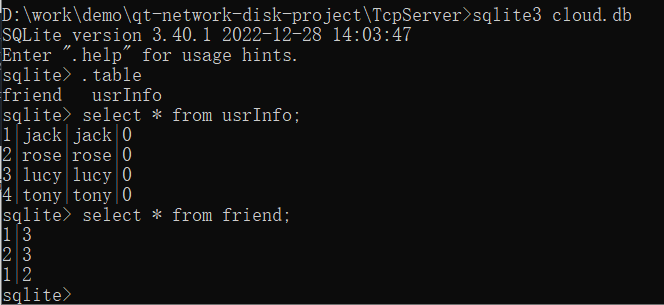 D:\work\demo\qt-network-disk-project\TcpServer>sqlite3 cloud.db
SQLite version 3.40.1 2022-12-28 14:03:47
Enter ".help" for usage hints.
sqlite> .table
friend   usrInfo
sqlite> select * from usrInfo;
1|jack|jack|0
2|rose|rose|0
3|lucy|lucy|0
4|tony|tony|0
sqlite> select * from friend;
1|3
2|3
1|2
sqlite>